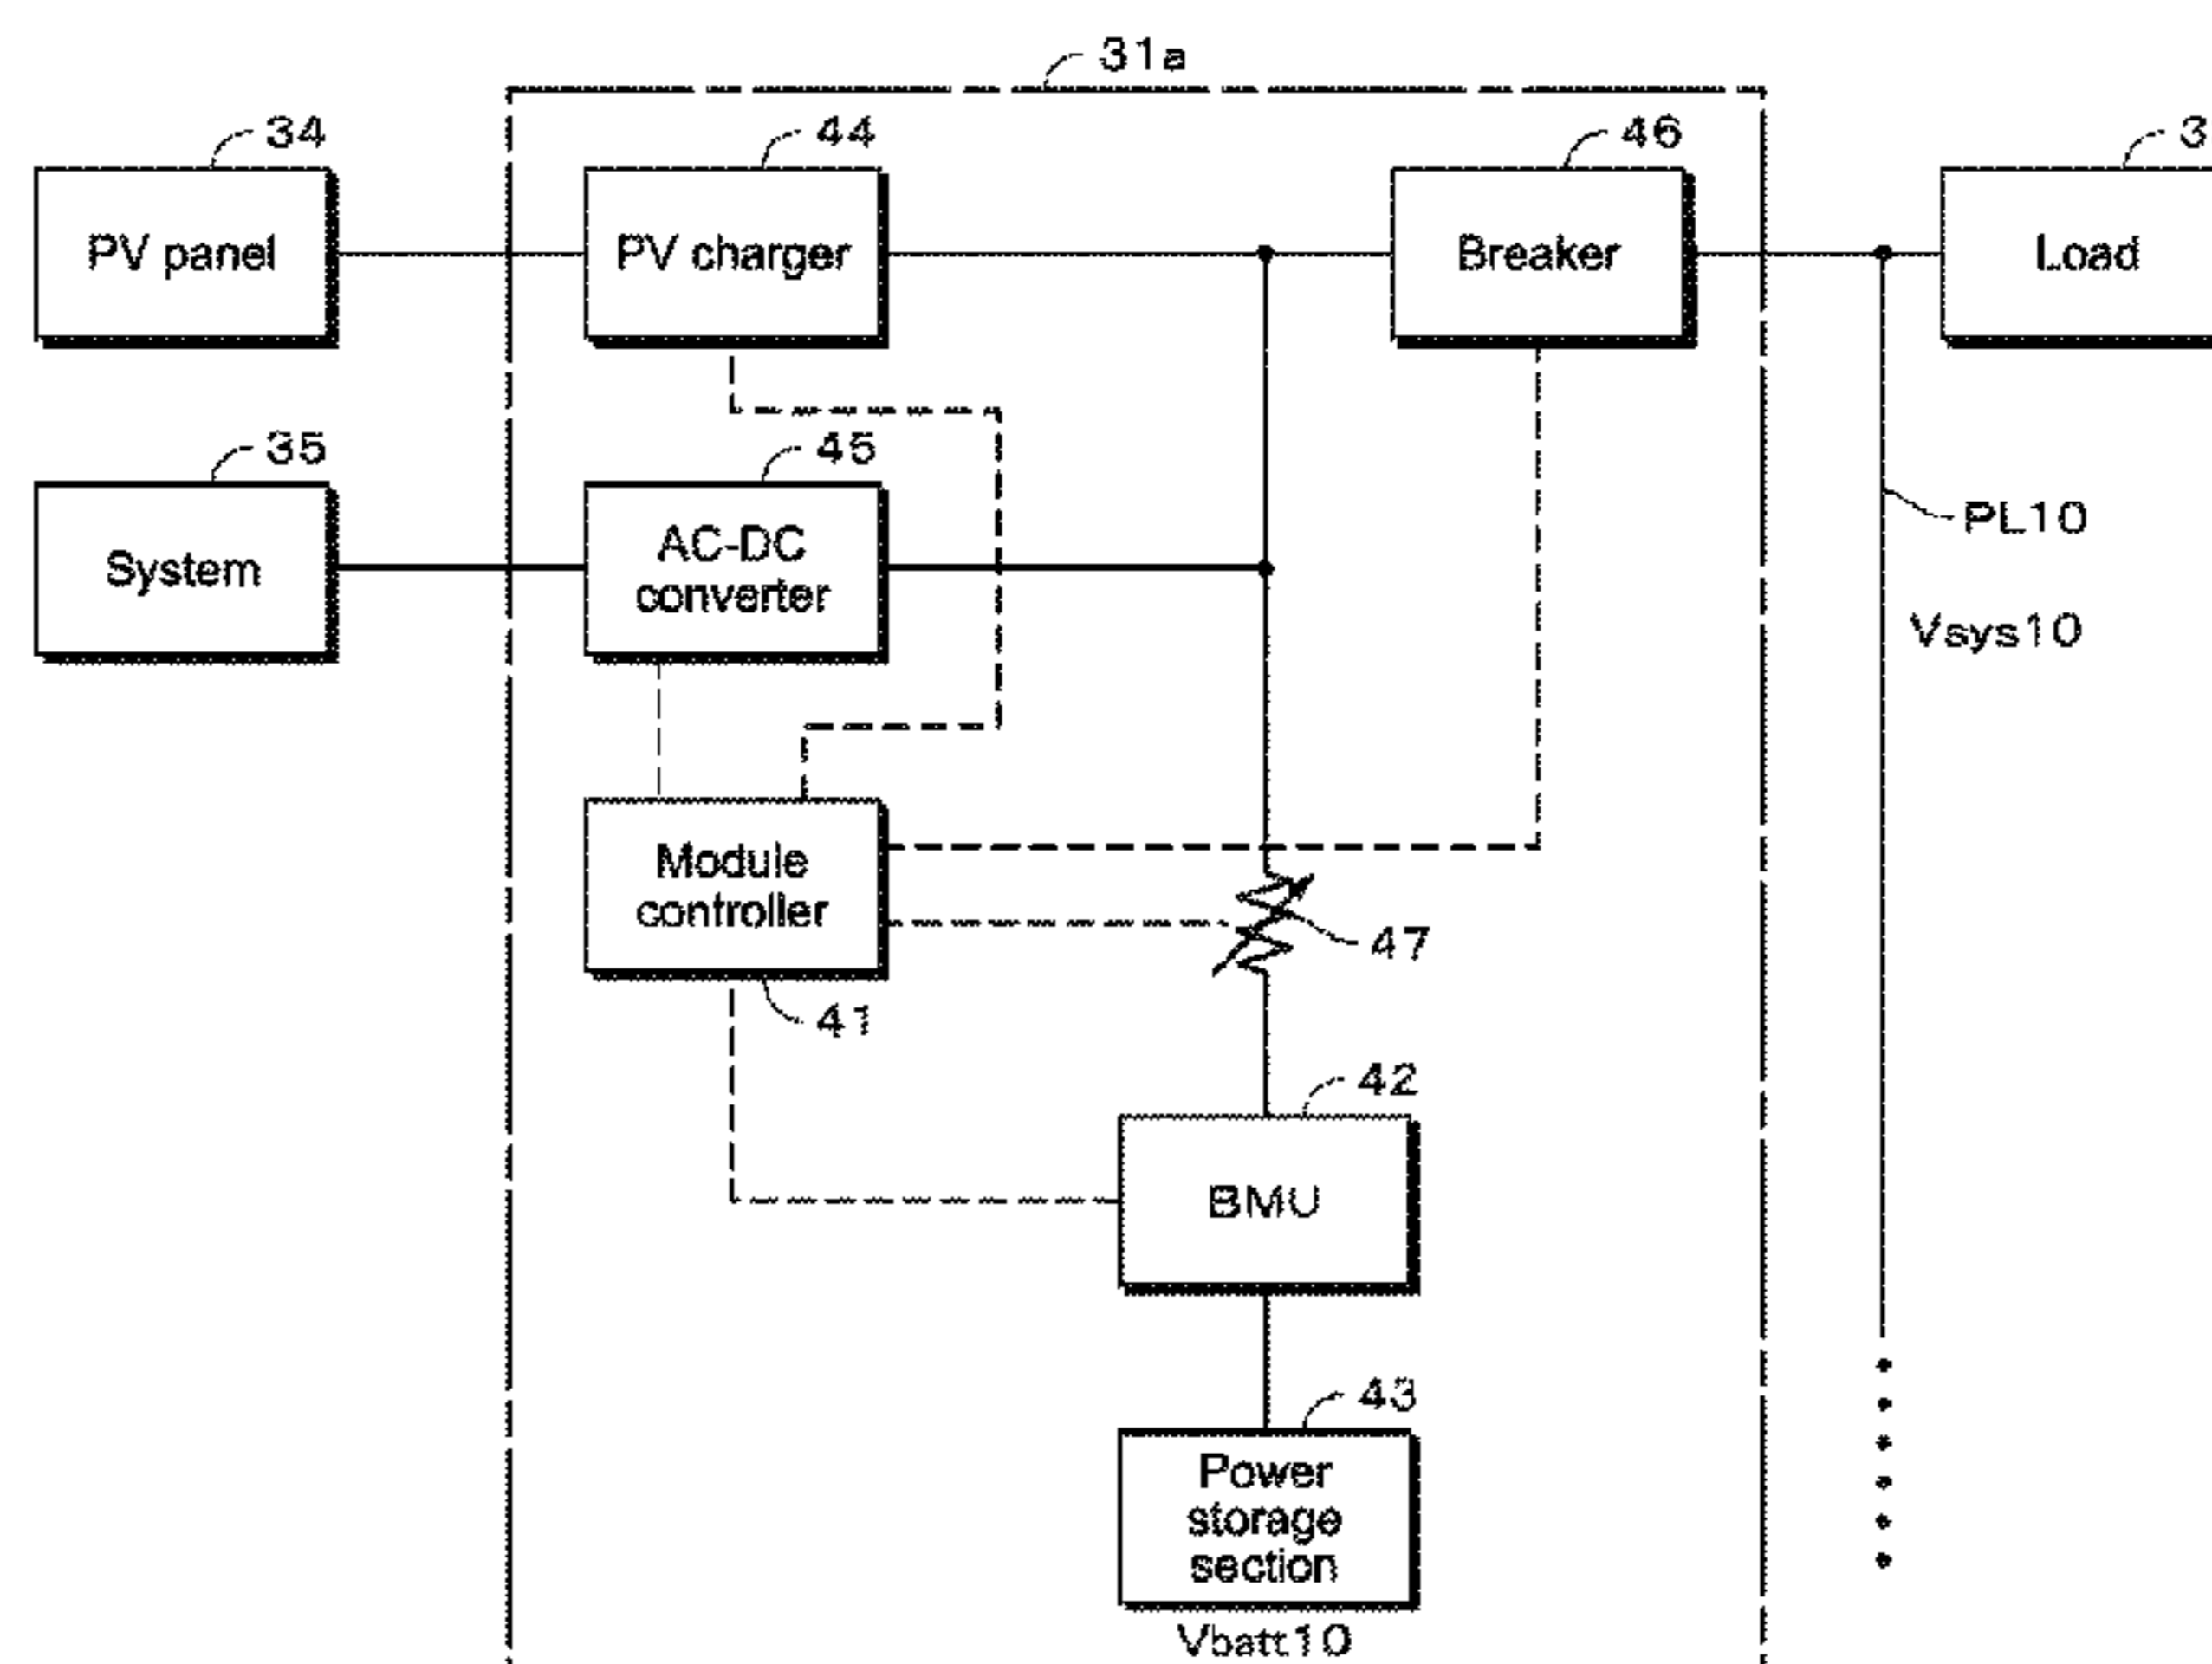 31a
34
44
46
3
PV panel
PV charger
Breaker
Load
35
45
System
AC-DC
converter
PL10
Vsys10
Module
controller
47
41
42
BMU
43
Power
storage
section
Vbatt10